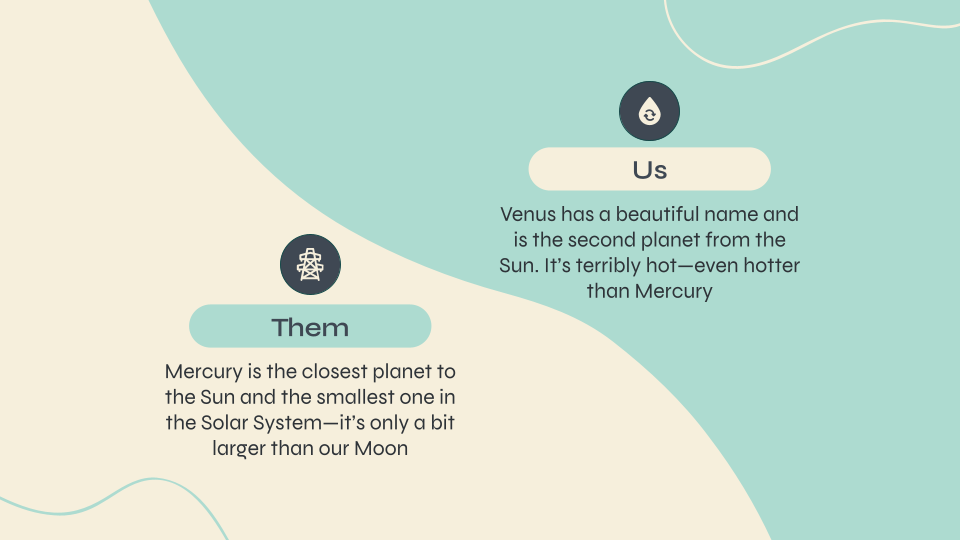 Us
Venus has a beautiful name and
is the second planet from the
Sun. It’s terribly hot—even hotter
than Mercury
Them
Mercury is the closest planet to
the Sun and the smallest one in
the Solar System—it’s only a bit
larger than our Moon